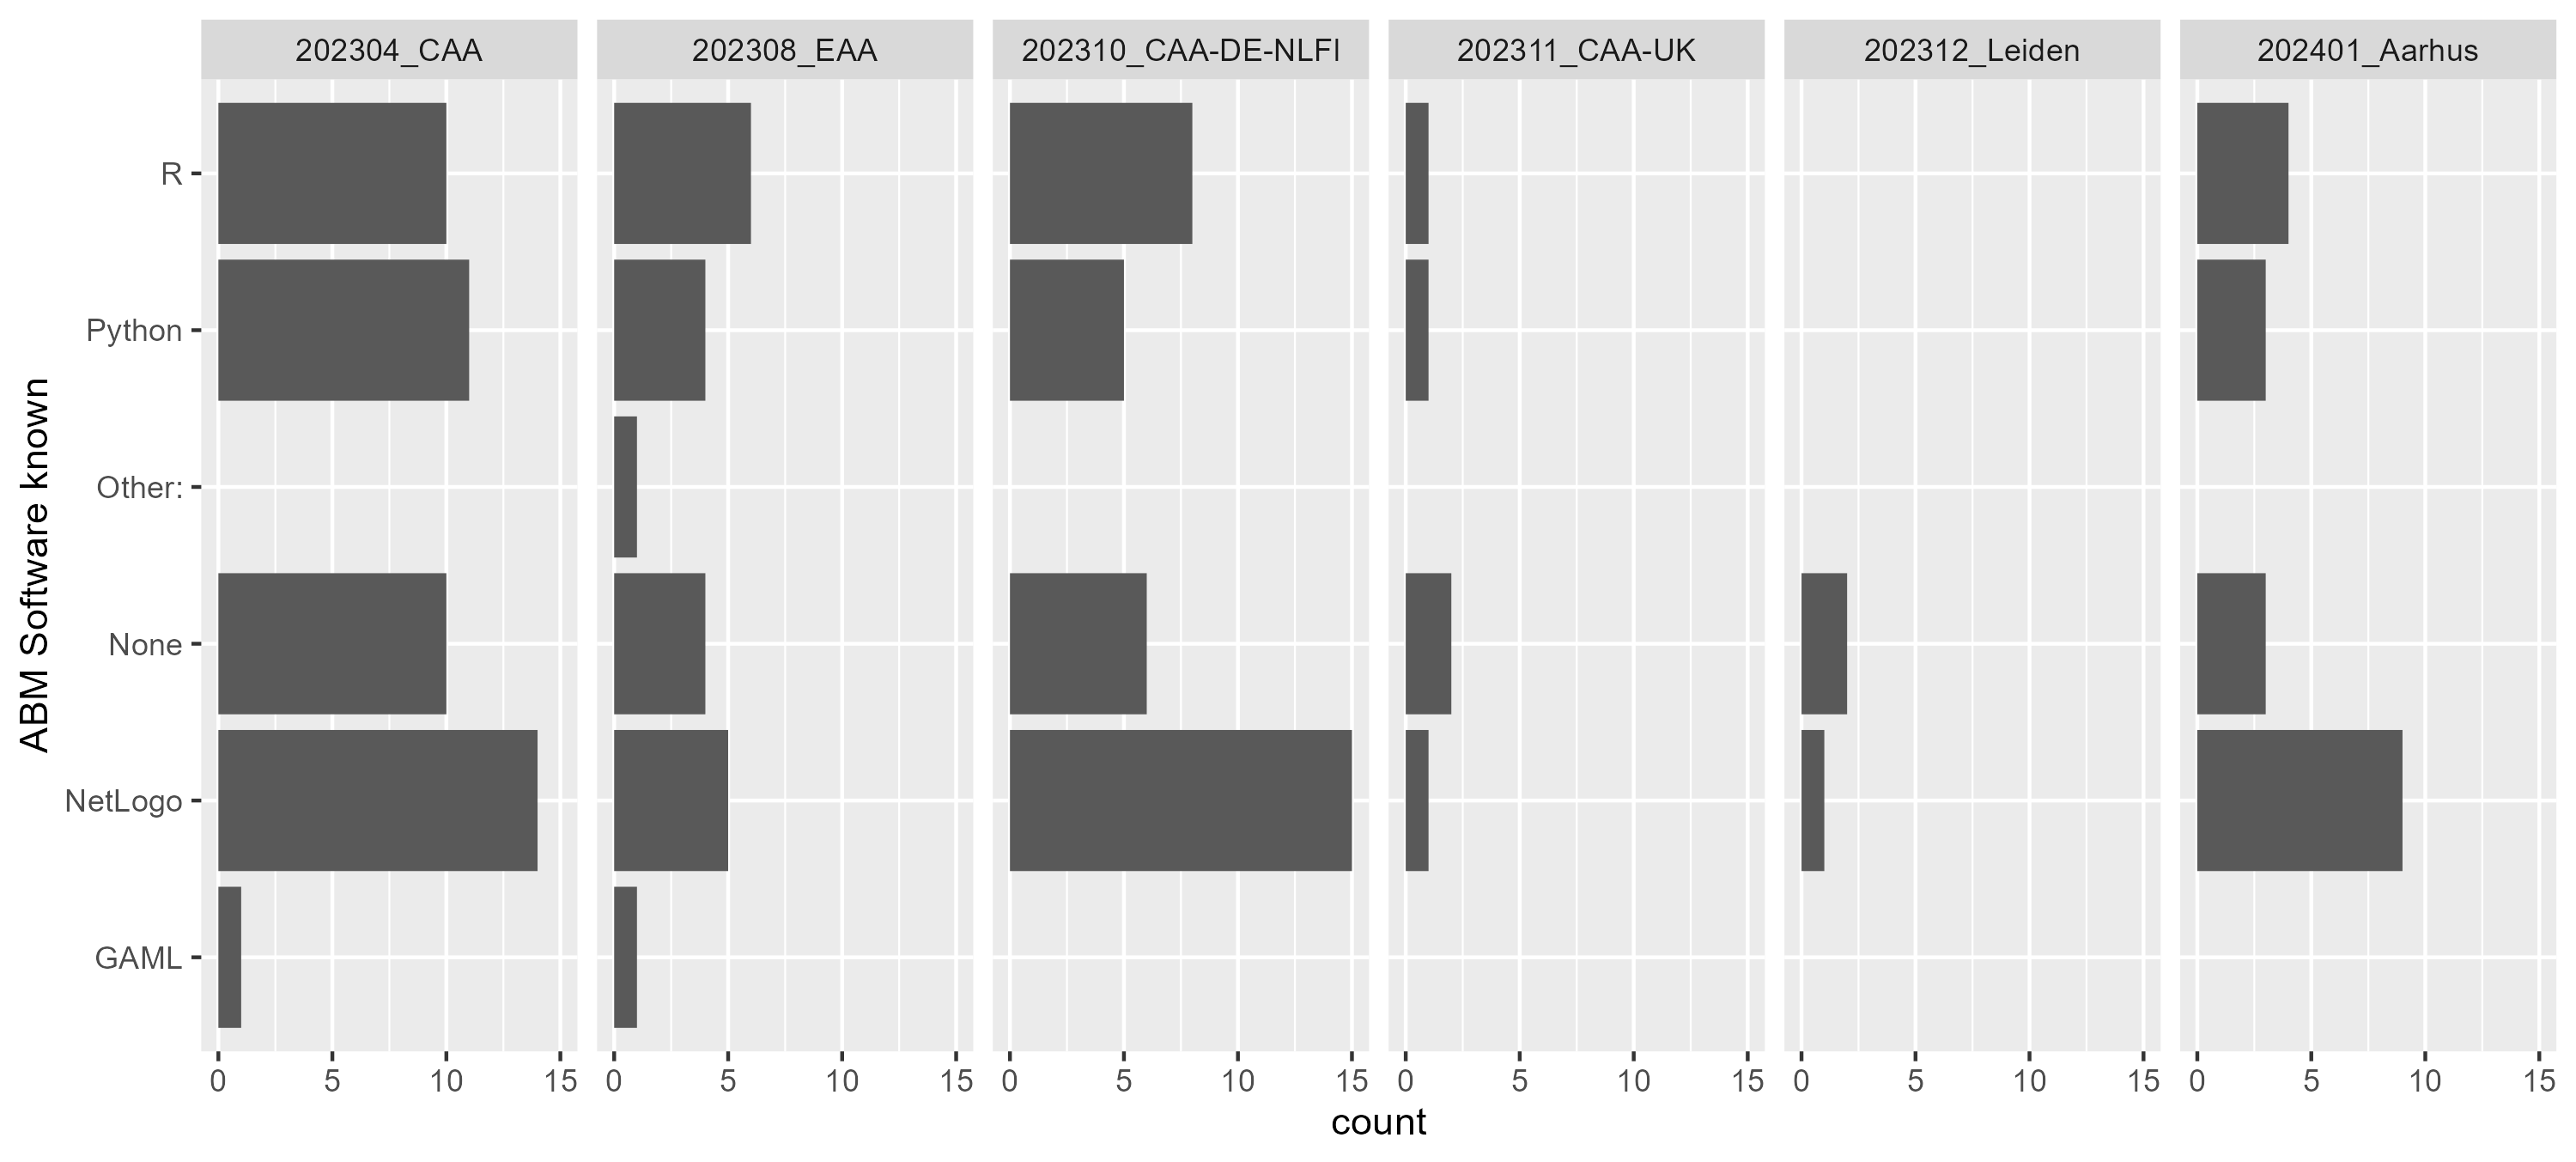 202304_CAA 202308_EAA 202310_CAA-DE-NLFI 202311_CAA-UK 202312_Leiden 202401_Aarhus
ABM Software known
R
Python
Other:
None
NetLogo
GAML
0 5 10 15 0 5 10 15 0 5 10 15 0 5 10 15 0 5 10 15 0 5 10 15
count